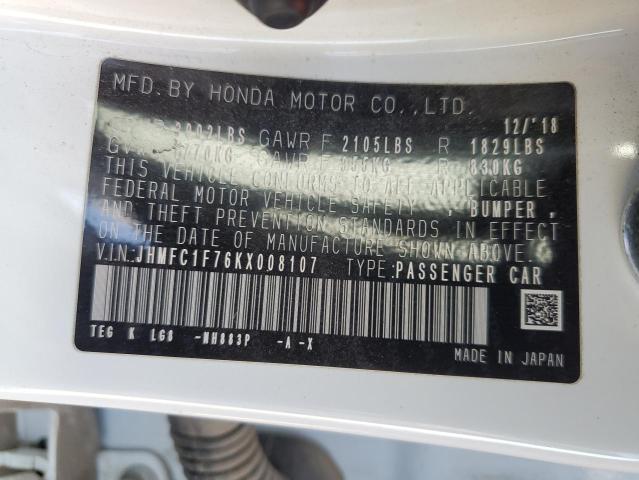 MFD. BY HONDA MOTOR CO., LTD. 12/'18
GAWR F 2105LBS R 1829LBS
GAWR F 955KG R 830KG
THIS VEHICLE CONFORMS TO ALL APPLICABLE
FEDERAL MOTOR VEHICLE SAFETY , BUMPER ,
AND THEFT PREVENTION STANDARDS IN EFFECT
ON THE DATE OF MANUFACTURE SHOWN ABOVE.
V.I.N.: JHMFC1F76KX008107 TYPE: PASSENGER CAR
TEG K LG8 -NH883P -A -X
MADE IN JAPAN